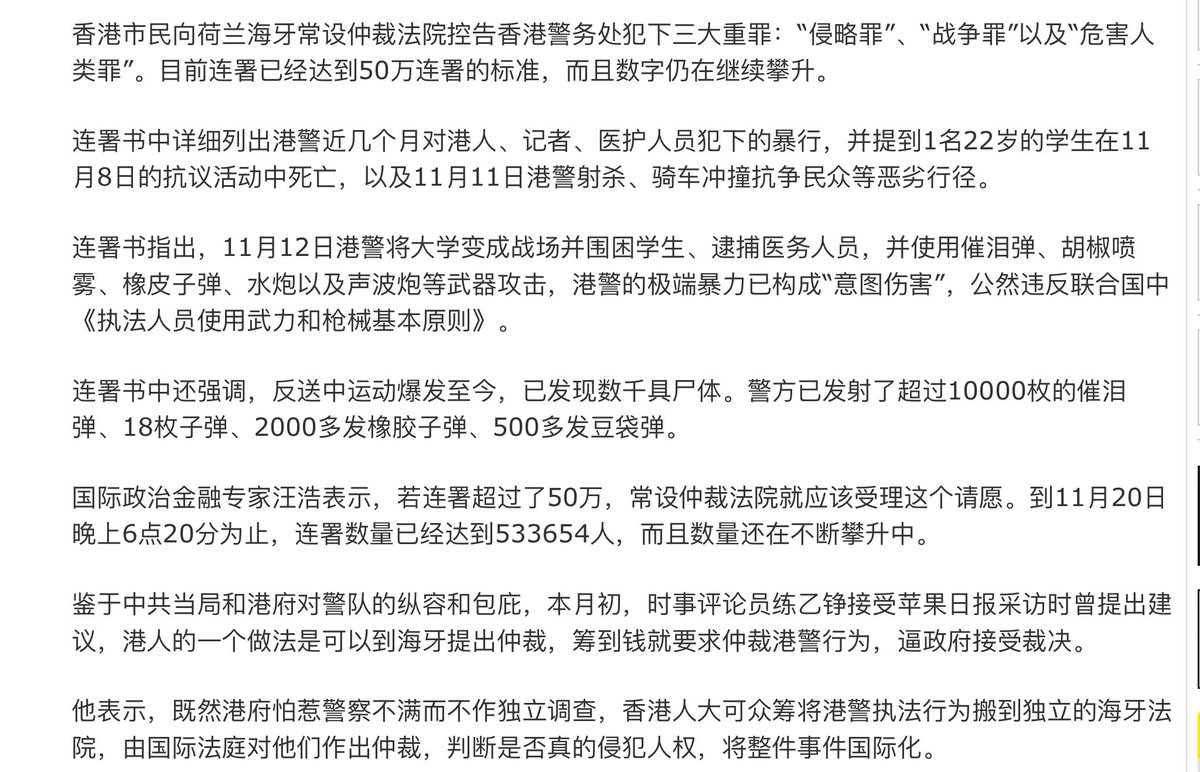 香港市民向荷兰海牙常设仲裁法院控告香港警务处犯下三大重罪：“侵略罪”、“战争罪”以及“危害人
类罪”。目前连署已经达到50万连署的标准，而且数字仍在继续攀升。
连署书中详细列出港警近几个月对港人、记者、医护人员犯下的暴行，并提到1名22岁的学生在11
月8日的抗议活动中死亡，以及11月11日港警射杀、骑车冲撞抗争民众等恶劣行径。
连署书指出，11月12日港警将大学变成战场并围困学生、逮捕医务人员，并使用催泪弹、胡椒喷
雾、橡皮子弹、水炮以及声波炮等武器攻击，港警的极端暴力已构成“意图伤害”，公然违反联合国中
《执法人员使用武力和枪械基本原则》。
连署书中还强调，反送中运动爆发至今，已发现数千具尸体。警方已发射了超过10000枚的催泪
弹、18枚子弹、2000多发橡胶子弹、500多发豆袋弹。
国际政治金融专家汪浩表示，若连署超过了50万，常设仲裁法院就应该受理这个请愿。到11月20日
晚上6点20分为止，连署数量已经达到533654人，而且数量还在不断攀升中。
鉴于中共当局和港府对警队的纵容和包庇，本月初，时事评论员练乙铮接受苹果日报采访时曾提出建
议，港人的一个做法是可以到海牙提出仲裁，筹到钱就要求仲裁港警行为，逼政府接受裁决。
他表示，既然港府怕惹警察不满而不作独立调查，香港人大可众筹将港警执法行为搬到独立的海牙法
院，由国际法庭对他们作出仲裁，判断是否真的侵犯人权，将整件事件国际化。